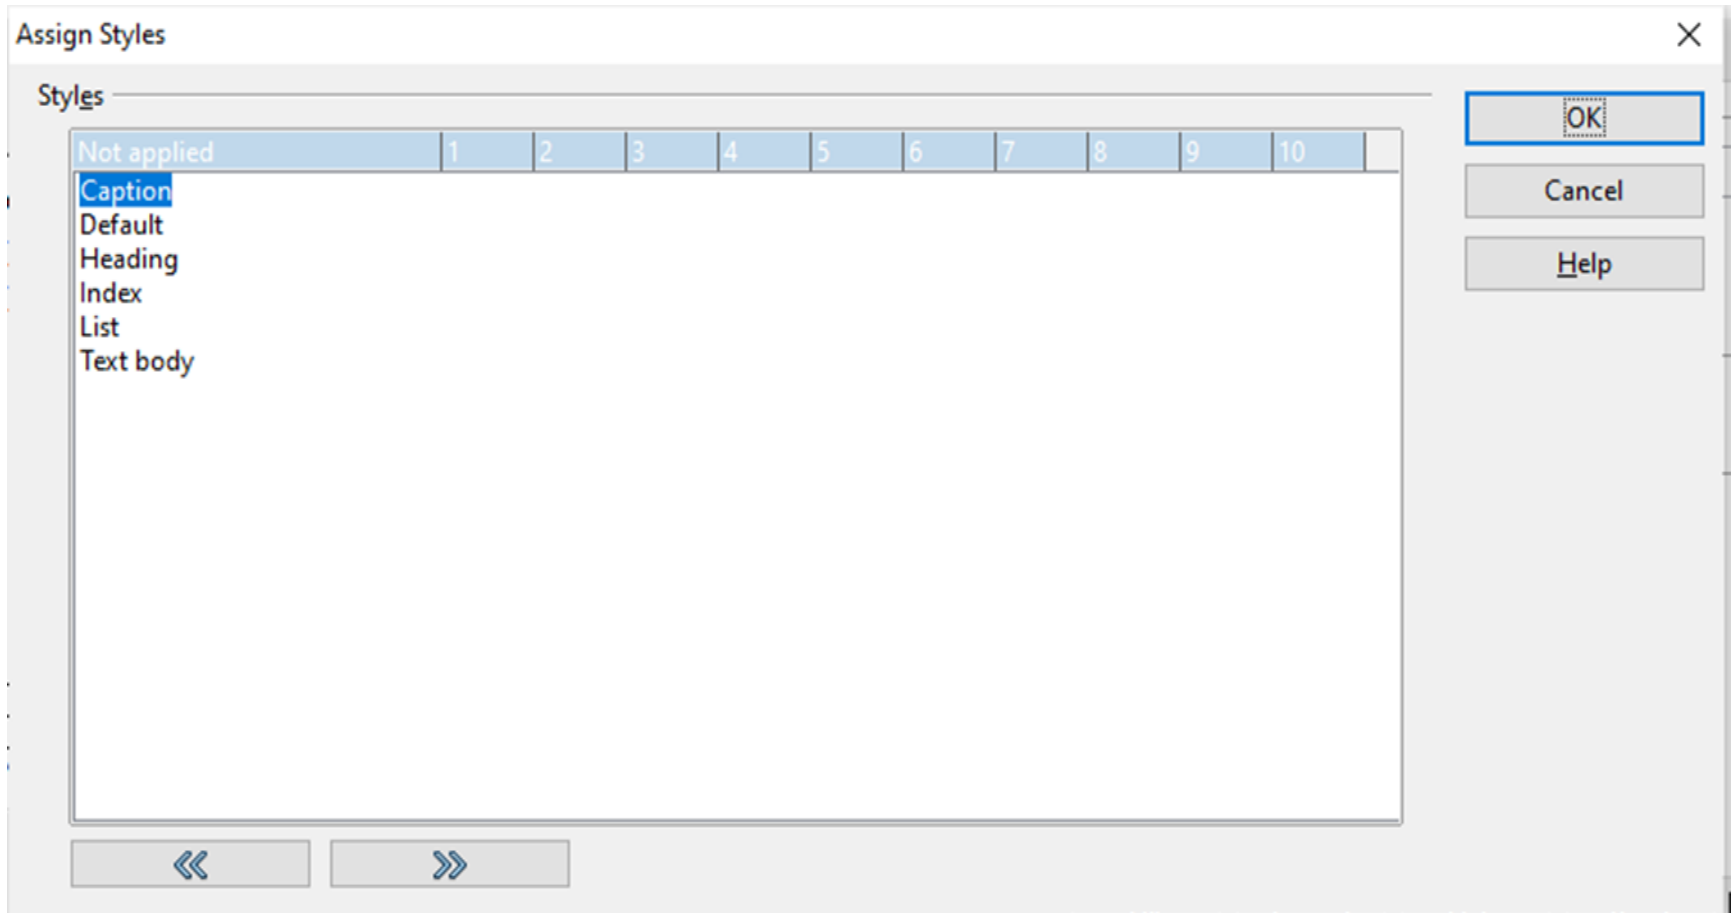 Assign Styles
Styles
Not applied 1 2 3 4 5 6 7 8 9 10
Caption
Default
Heading
Index
List
Text body
OK
Cancel
Help